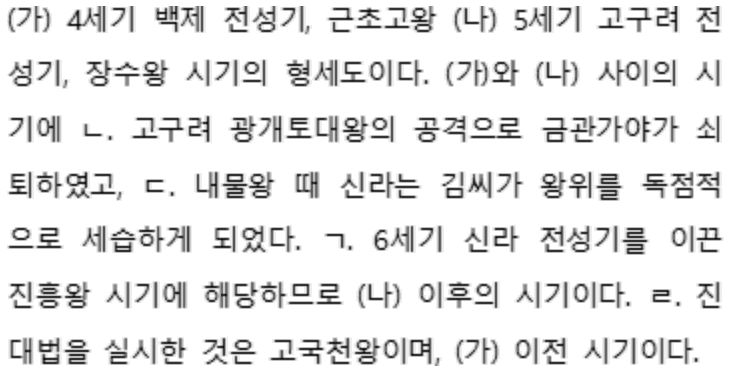 (가) 4세기 백제 전성기, 근초고왕 (나) 5세기 고구려 전
성기, 장수왕 시기의 형세도이다. (가)와 (나) 사이의 시
기에 ㄴ. 고구려 광개토대왕의 공격으로 금관가야가 쇠
퇴하였고, ㄷ. 내물왕 때 신라는 김씨가 왕위를 독점적
으로 세습하게 되었다. ㄱ. 6세기 신라 전성기를 이끈
진흥왕 시기에 해당하므로 (나) 이후의 시기이다. ㄹ. 진
대법을 실시한 것은 고국천왕이며, (가) 이전 시기이다.